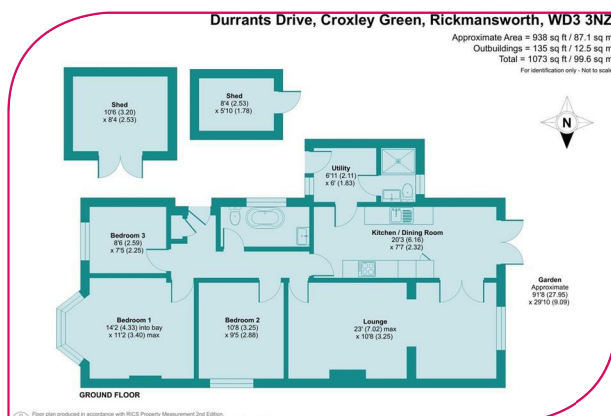 Durrants Drive, Croxley Green, Rickmansworth, WD3 3NZ
Approximate Area = 938 sq ft / 87.1 sq m
Outbuildings = 135 sq ft / 12.5 sq m
Total = 1073 sq ft / 99.6 sq m
For identification only - Not to scale
Shed
10'6 (3.20)
x 8'4 (2.53)
Shed
8'4 (2.53)
x 5'10 (1.78)
N
Utility
6'11 (2.11)
x 6' (1.83)
Bedroom 3
8'6 (2.59)
x 7'5 (2.25)
Kitchen / Dining Room
20'3 (6.16)
x 7'7 (2.32)
Garden
Approximate
91'8 (27.95)
x 29'10 (9.09)
Bedroom 1
14'2 (4.33) into bay
x 11'2 (3.40) max
Bedroom 2
10'8 (3.25)
x 9'5 (2.88)
Lounge
23' (7.02) max
x 10'8 (3.25)
GROUND FLOOR
Floor plan produced in accordance with RICS Property Measurement 2nd Edition.